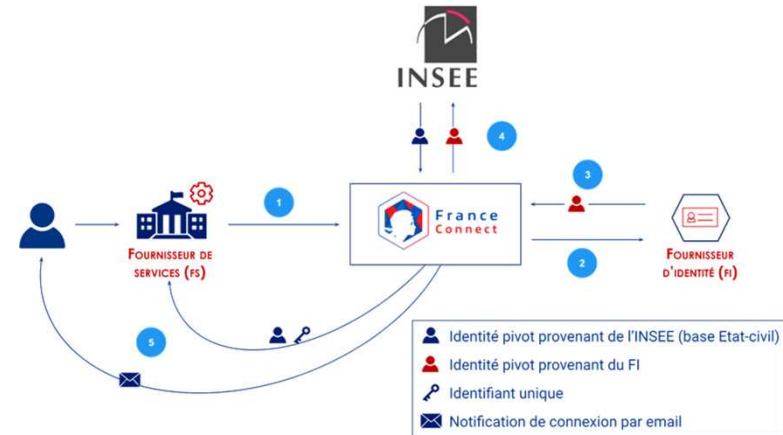 INSEE
4
3
1
France
Connect
2
FOURNISSEUR DE
SERVICES (FS)
FOURNISSEUR
D'IDENTITÉ (FI)
5
Identité pivot provenant de l'INSEE (base Etat-civil)
Identité pivot provenant du FI
Identifiant unique
Notification de connexion par email